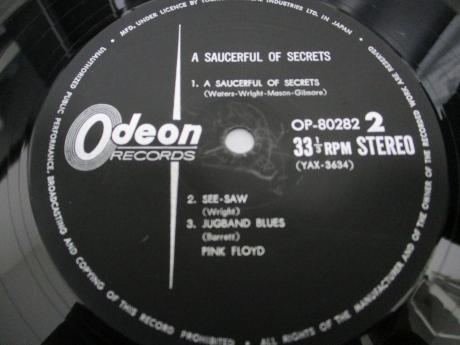 MFD. UNDER LICENCE BY TOSHIBA MUSICAL INDUSTRIES LTD. IN JAPAN •
ALL RIGHTS OF THE MANUFACTURER AND OF THE OWNER OF THE RECORDED WORK ARE RESERVED
UNAUTHORIZED PUBLIC PERFORMANCE, BROADCASTING AND COPYING OF THIS RECORD PROHIBITED •
A SAUCERFUL OF SECRETS
1. A SAUCERFUL OF SECRETS
(Waters-Wright-Mason-Gilmore)
Odeon
RECORDS
OP-80282 2
33⅓ RPM STEREO
(YAX-3634)
2. SEE-SAW
(Wright)
3. JUGBAND BLUES
(Barrett)
PINK FLOYD